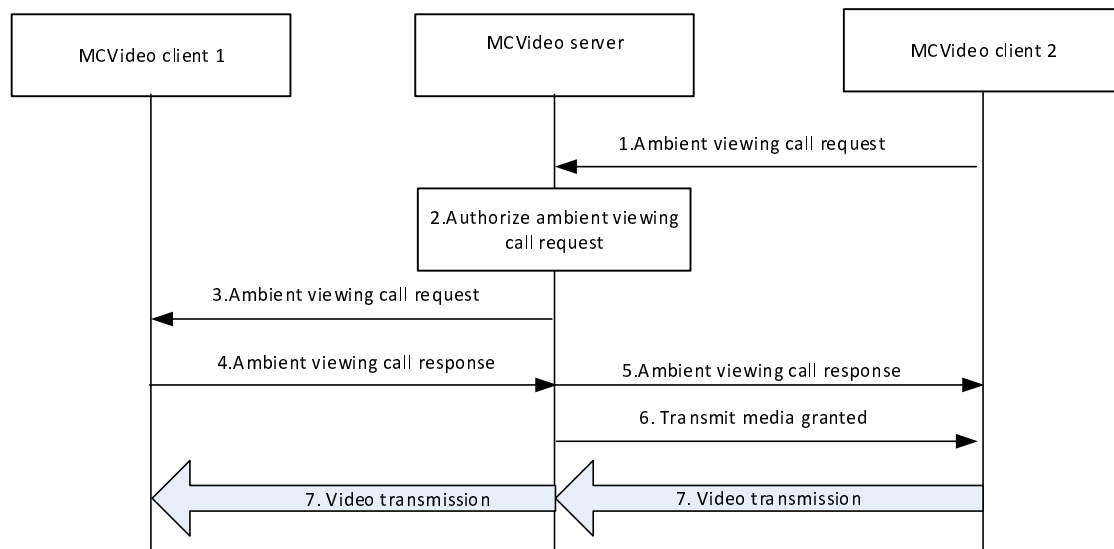 MCVideo client 1
MCVideo server
MCVideo client 2
1.Ambient viewing call request
2.Authorize ambient viewing
call request
3.Ambient viewing call request
4.Ambient viewing call response
5.Ambient viewing call response
6. Transmit media granted
7. Video transmission
7. Video transmission